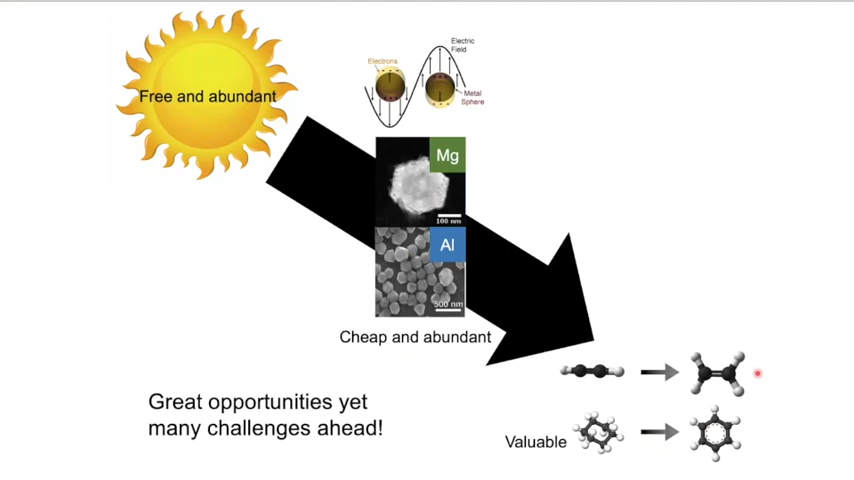 Free and abundant
Electric
Field
Electrons
Metal
Sphere
Mg
100 nm
Al
500 nm
Cheap and abundant
Great opportunities yet
many challenges ahead!
Valuable